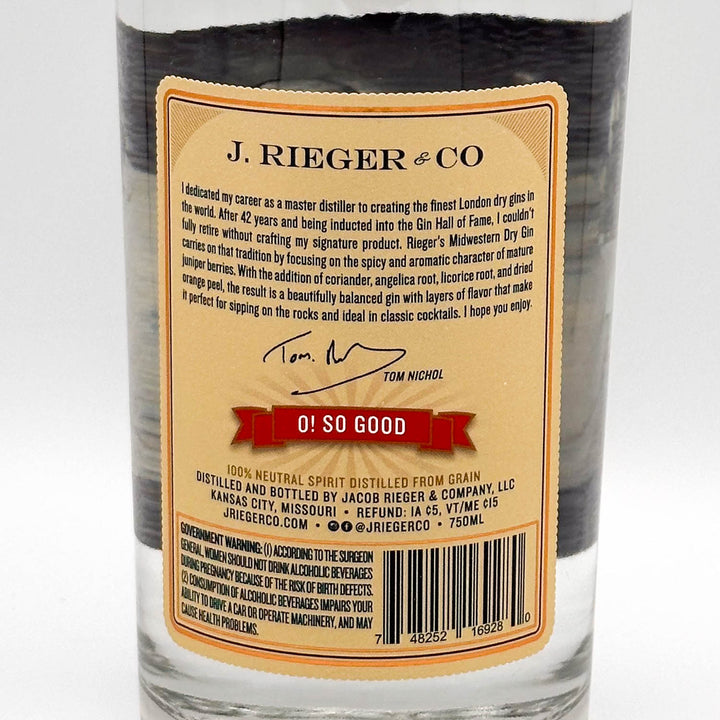 J. RIEGER & CO
I dedicated my career as a master distiller to creating the finest London dry gins in
the world. After 42 years and being inducted into the Gin Hall of Fame, I couldn't
fully retire without crafting my signature product. Rieger's Midwestern Dry Gin
carries on that tradition by focusing on the spicy and aromatic character of mature
juniper berries. With the addition of coriander, angelica root, licorice root, and dried
orange peel, the result is a beautifully balanced gin with layers of flavor that make
it perfect for sipping on the rocks and ideal in classic cocktails. I hope you enjoy.
TOM NICHOL
O! SO GOOD
100% NEUTRAL SPIRIT DISTILLED FROM GRAIN
DISTILLED AND BOTTLED BY JACOB RIEGER & COMPANY, LLC
KANSAS CITY, MISSOURI • REFUND: IA ¢5, VT/ME ¢15
JRIEGERCO.COM • @JRIEGERCO • 750ML
GOVERNMENT WARNING: (1) ACCORDING TO THE SURGEON
GENERAL, WOMEN SHOULD NOT DRINK ALCOHOLIC BEVERAGES
DURING PREGNANCY BECAUSE OF THE RISK OF BIRTH DEFECTS.
(2) CONSUMPTION OF ALCOHOLIC BEVERAGES IMPAIRS YOUR
ABILITY TO DRIVE A CAR OR OPERATE MACHINERY, AND MAY
CAUSE HEALTH PROBLEMS.
7 48252 16928 0